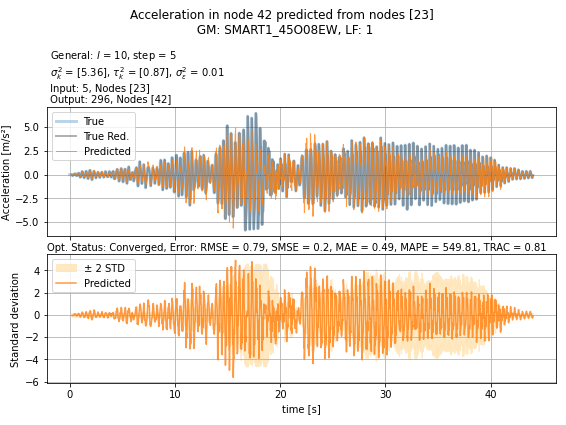 Acceleration in node 42 predicted from nodes [23]
GM: SMART1_45O08EW, LF: 1
General: l = 10, step = 5
σ²ₖ = [5.36], τ²ₖ = [0.87], σ²ε = 0.01
Input: 5, Nodes [23]
Output: 296, Nodes [42]
Acceleration [m/s²]
5.0
2.5
0.0
−2.5
−5.0
True
True Red.
Predicted
Opt. Status: Converged, Error: RMSE = 0.79, SMSE = 0.2, MAE = 0.49, MAPE = 549.81, TRAC = 0.81
Standard deviation
4
2
0
−2
−4
−6
± 2 STD
Predicted
0 10 20 30 40
time [s]